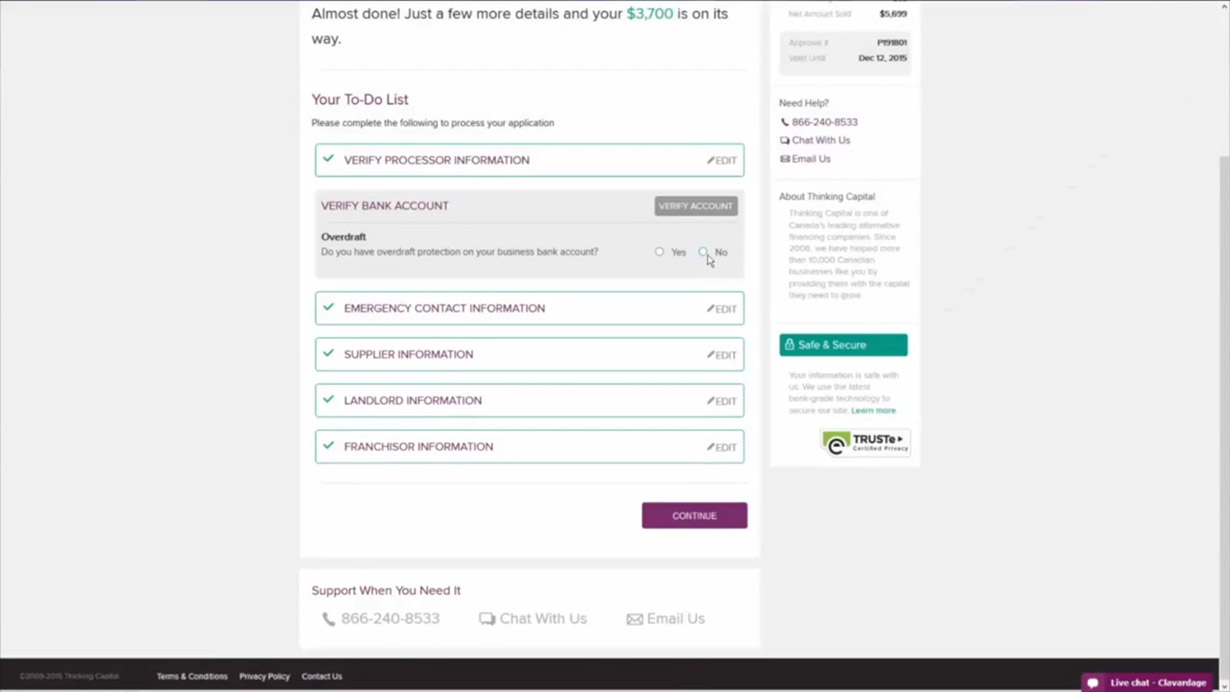 Almost done! Just a few more details and your $3,700 is on its
way.
Your To-Do List
Please complete the following to process your application
VERIFY PROCESSOR INFORMATION
EDIT
VERIFY BANK ACCOUNT
VERIFY ACCOUNT
Overdraft
Do you have overdraft protection on your business bank account?
Yes
No
EMERGENCY CONTACT INFORMATION
EDIT
SUPPLIER INFORMATION
EDIT
LANDLORD INFORMATION
EDIT
FRANCHISOR INFORMATION
EDIT
CONTINUE
Support When You Need It
866-240-8533
Chat With Us
Email Us
Net Amount Sold $5,699
Approve # P191801
Valid Until Dec 12, 2015
Need Help?
866-240-8533
Chat With Us
Email Us
About Thinking Capital
Thinking Capital is one of
Canada's leading alternative
financing companies. Since
2006, we have helped more
than 10,000 Canadian
businesses like you by
providing them with the capital
they need to grow
Safe & Secure
Your information is safe with
us. We use the latest
bank-grade technology to
secure our site. Learn more
TRUSTe
Certified Privacy
©2009-2015 Thinking Capital
Terms & Conditions
Privacy Policy
Contact Us
Live chat - Clavardage